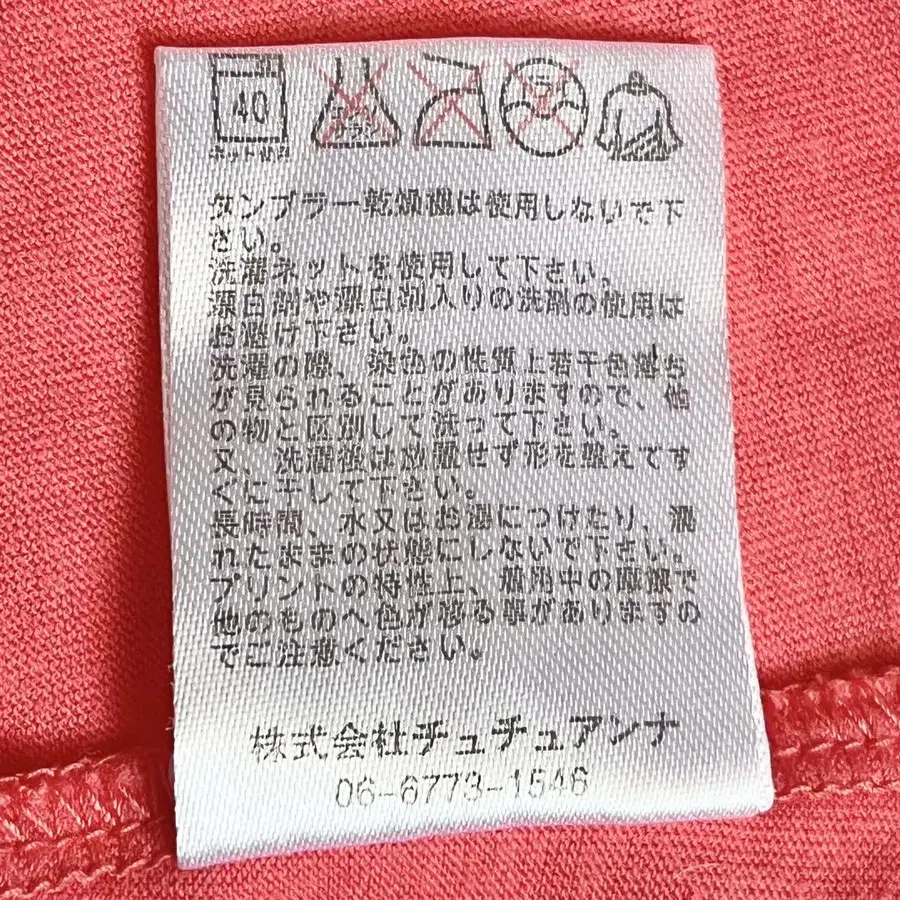 40
ネット使用
エンソ
サラシ
ドライ
タンブラー乾燥機は使用しないで下
さい。
洗濯ネットを使用して下さい。
漂白剤や漂白剤入りの洗剤の使用は
お避け下さい。
洗濯の際、染色の性質上若干色落ち
が見られることがありますので、他
の物と区別して洗って下さい。
又、洗濯後は放置せず形を整えてす
ぐに干して下さい。
長時間、水又はお湯につけたり、濡
れたままの状態にしないで下さい。
プリントの特性上、着用中の摩擦で
他のものへ色が移る事がありますの
でご注意ください。
株式会社チュチュアンナ
06-6773-1546